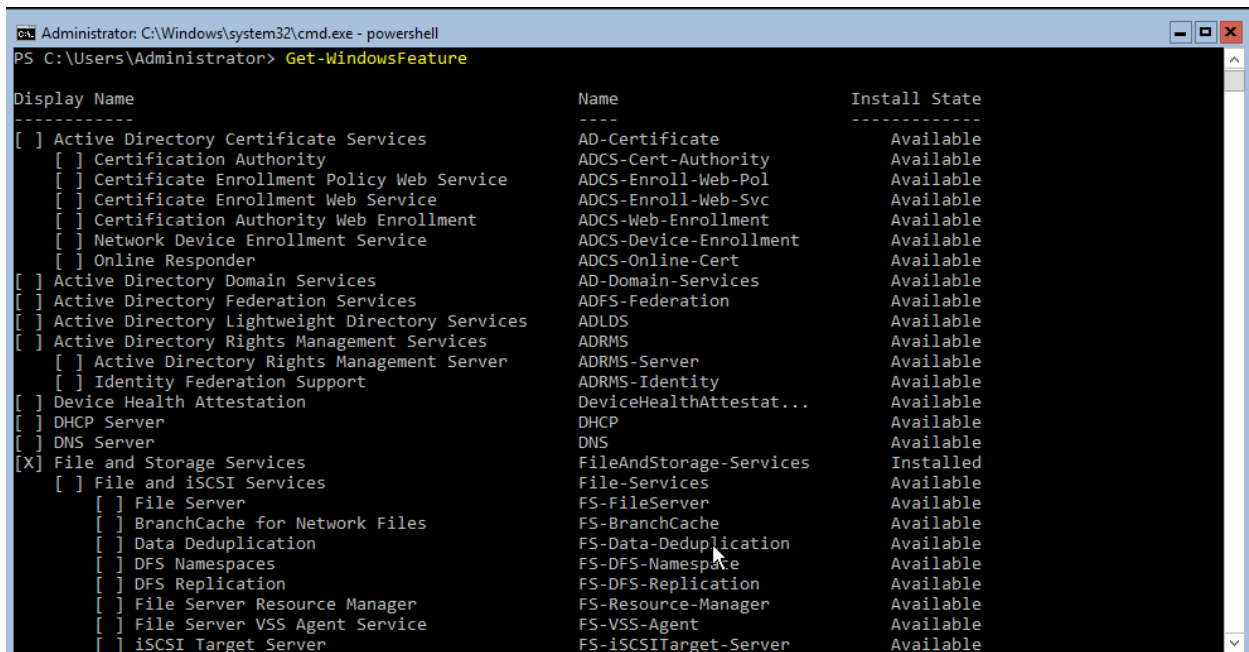 Administrator: C:\Windows\system32\cmd.exe - powershell
PS C:\Users\Administrator> Get-WindowsFeature
Display Name Name Install State
------------ ---- -------------
[ ] Active Directory Certificate Services AD-Certificate Available
[ ] Certification Authority ADCS-Cert-Authority Available
[ ] Certificate Enrollment Policy Web Service ADCS-Enroll-Web-Pol Available
[ ] Certificate Enrollment Web Service ADCS-Enroll-Web-Svc Available
[ ] Certification Authority Web Enrollment ADCS-Web-Enrollment Available
[ ] Network Device Enrollment Service ADCS-Device-Enrollment Available
[ ] Online Responder ADCS-Online-Cert Available
[ ] Active Directory Domain Services AD-Domain-Services Available
[ ] Active Directory Federation Services ADFS-Federation Available
[ ] Active Directory Lightweight Directory Services ADLDS Available
[ ] Active Directory Rights Management Services ADRMS Available
[ ] Active Directory Rights Management Server ADRMS-Server Available
[ ] Identity Federation Support ADRMS-Identity Available
[ ] Device Health Attestation DeviceHealthAttestat... Available
[ ] DHCP Server DHCP Available
[ ] DNS Server DNS Available
[X] File and Storage Services FileAndStorage-Services Installed
[ ] File and iSCSI Services File-Services Available
[ ] File Server FS-FileServer Available
[ ] BranchCache for Network Files FS-BranchCache Available
[ ] Data Deduplication FS-Data-Deduplication Available
[ ] DFS Namespaces FS-DFS-Namespace Available
[ ] DFS Replication FS-DFS-Replication Available
[ ] File Server Resource Manager FS-Resource-Manager Available
[ ] File Server VSS Agent Service FS-VSS-Agent Available
[ ] iSCSI Target Server FS-iSCSITarget-Server Available